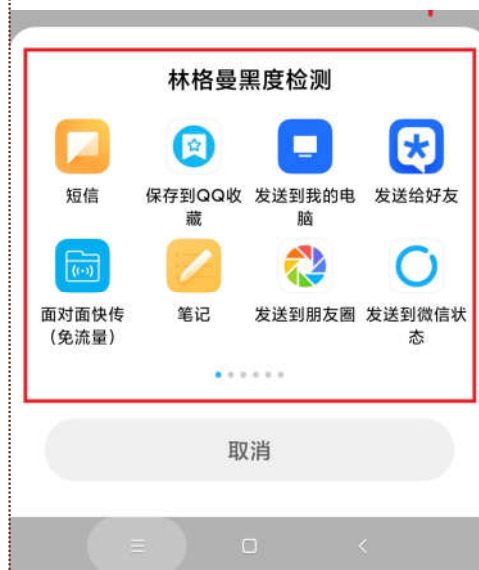 林格曼黑度检测
短信
保存到QQ收
藏
发送到我的电
脑
发送给好友
面对面快传
（免流量）
笔记
发送到朋友圈
发送到微信状
态
取消